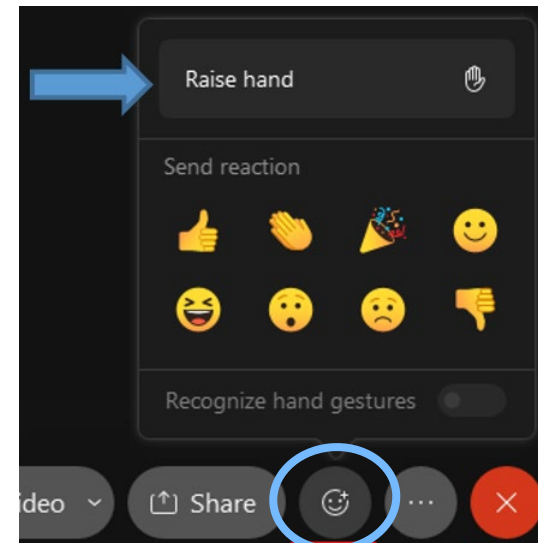 Raise hand
Send reaction
Recognize hand gestures
ideo Share